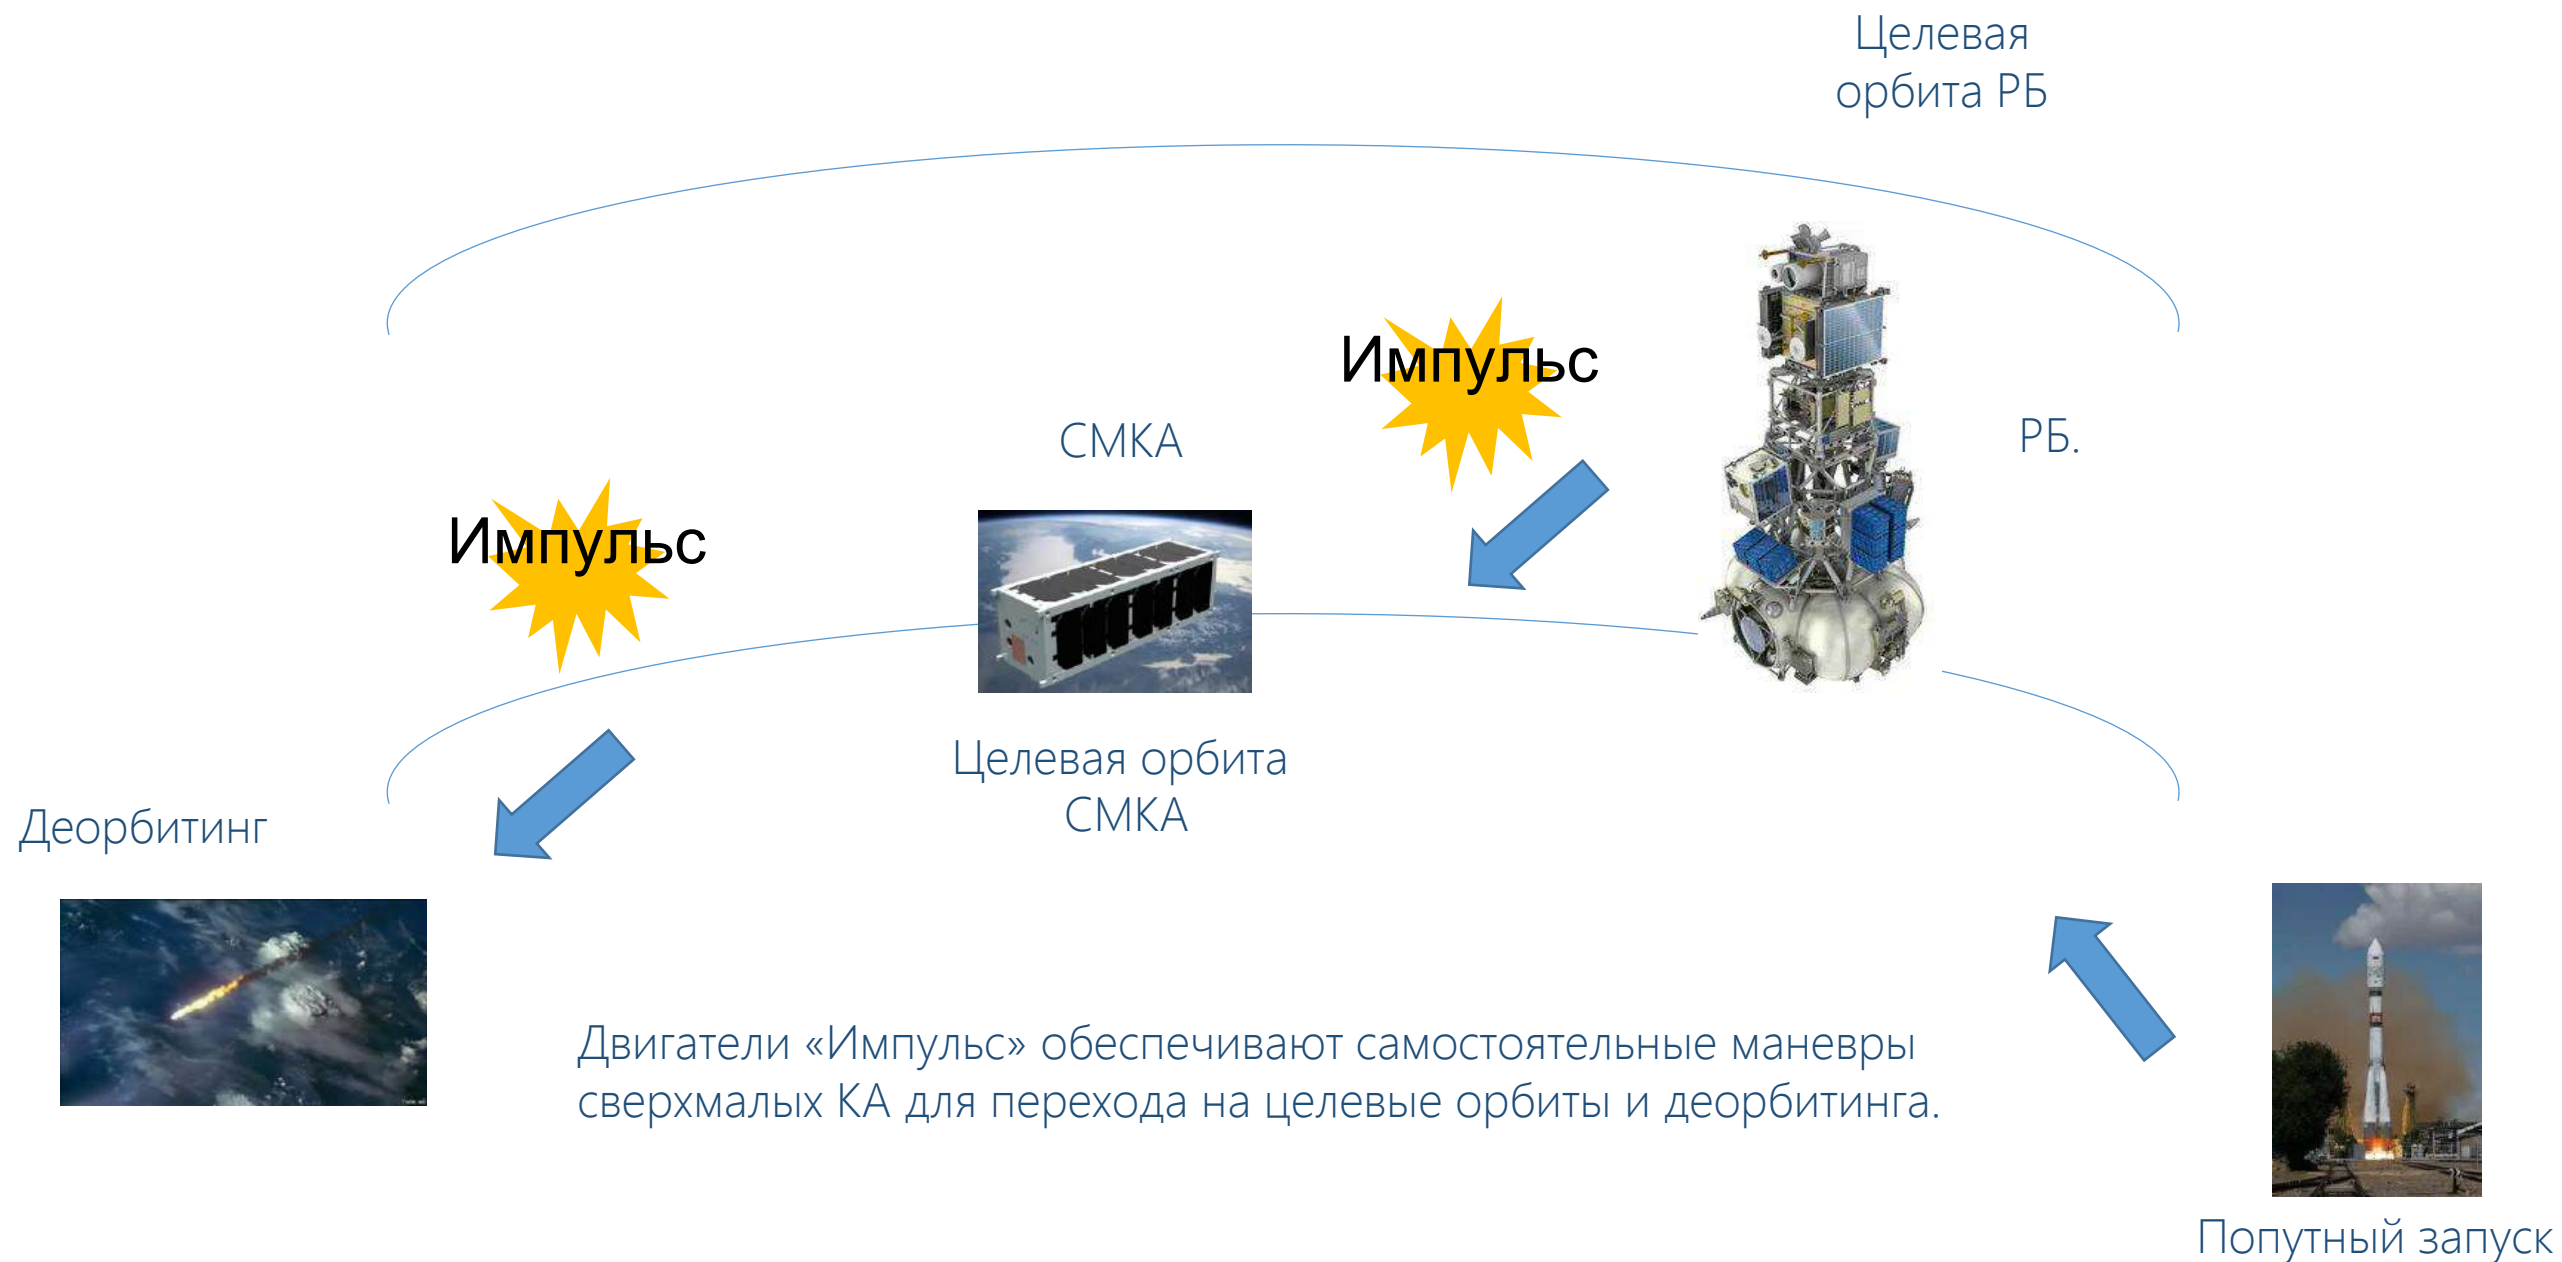 Целевая
орбита РБ
Импульс
СМКА
РБ.
Импульс
Целевая орбита
СМКА
Деорбитинг
Двигатели «Импульс» обеспечивают самостоятельные маневры
сверхмалых КА для перехода на целевые орбиты и деорбитинга.
Попутный запуск